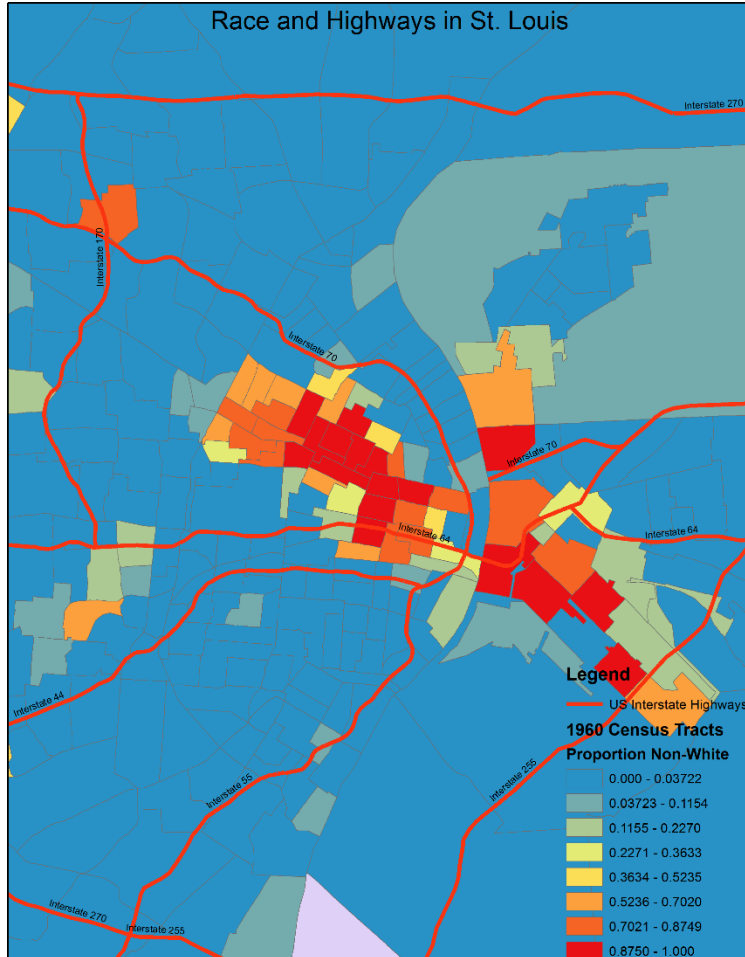 Race and Highways in St. Louis
Interstate 270
Interstate 170
Interstate 70
Interstate 70
Interstate 64
Interstate 64
Interstate 44
Interstate 55
Interstate 255
Interstate 270
Interstate 255
Legend
US Interstate Highways
1960 Census Tracts
Proportion Non-White
0.000 - 0.03722
0.03723 - 0.1154
0.1155 - 0.2270
0.2271 - 0.3633
0.3634 - 0.5235
0.5236 - 0.7020
0.7021 - 0.8749
0.8750 - 1.000